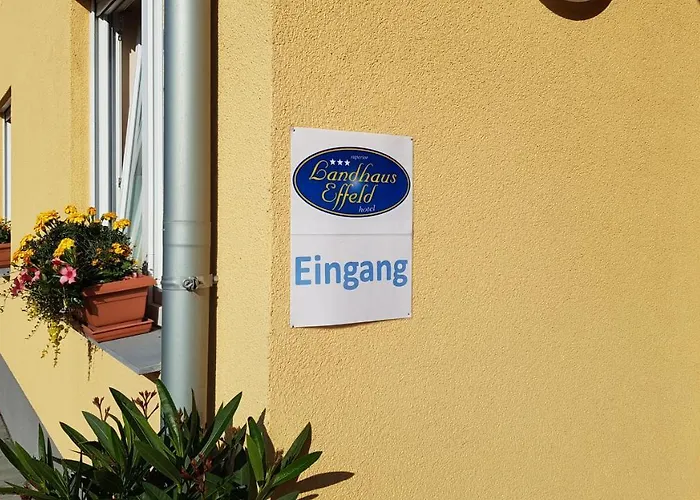 *** superior
Landhaus
Effeld
hotel
Eingang